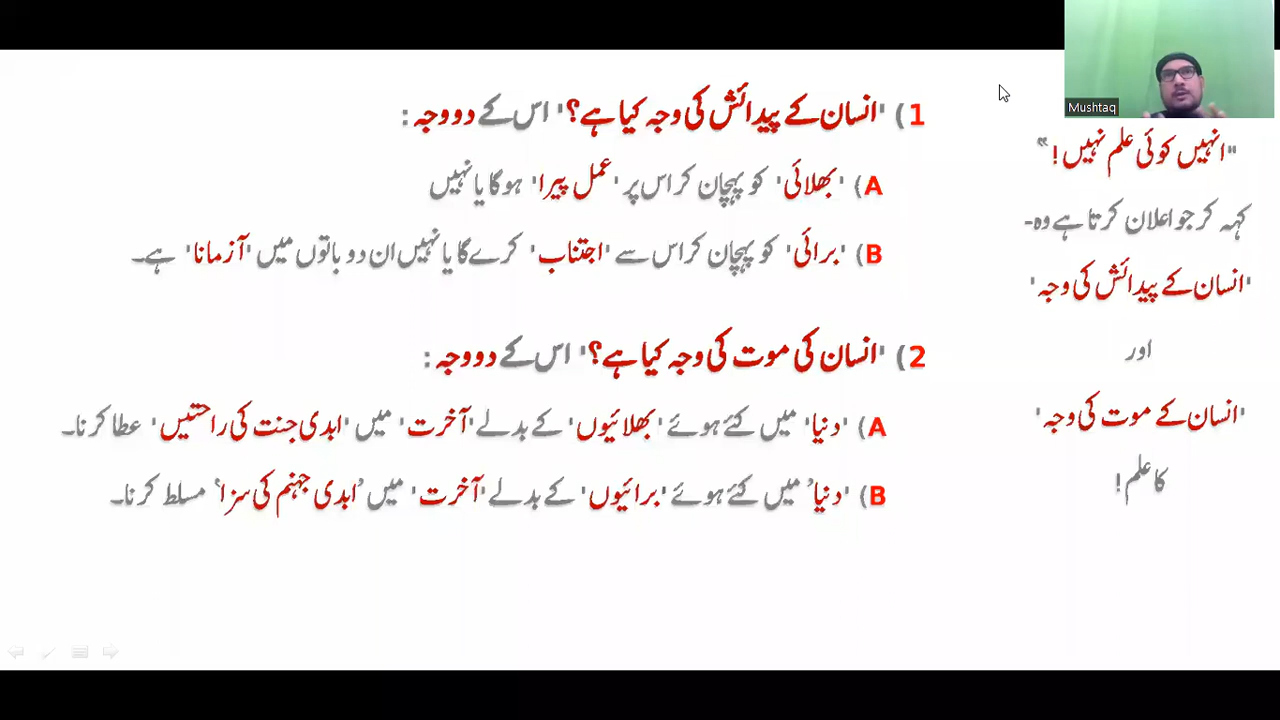 Mushtaq
"انہیں کوئی علم نہیں!"
کہہ کر جو اعلان کرتا ہے وہ-
'انسان کے پیدائش کی وجہ'
اور
'انسان کے موت کی وجہ'
کا علم!
1) 'انسان کے پیدائش کی وجہ کیا ہے؟' اس کے دو وجہ :
A) 'بھلائی' کو پہچان کر اس پر 'عمل پیرا' ہوگا یا نہیں
B) 'برائی' کو پہچان کر اس سے 'اجتناب' کرے گا یا نہیں ان دو باتوں میں 'آزمانا' ہے۔
2) 'انسان کی موت کی وجہ کیا ہے؟' اس کے دو وجہ :
A) 'دنیا' میں کئے ہوئے 'بھلائیوں' کے بدلے 'آخرت' میں 'ابدی جنت کی راحتیں' عطا کرنا۔
B) 'دنیا' میں کئے ہوئے 'برائیوں' کے بدلے 'آخرت' میں 'ابدی جہنم کی سزا' مسلط کرنا۔